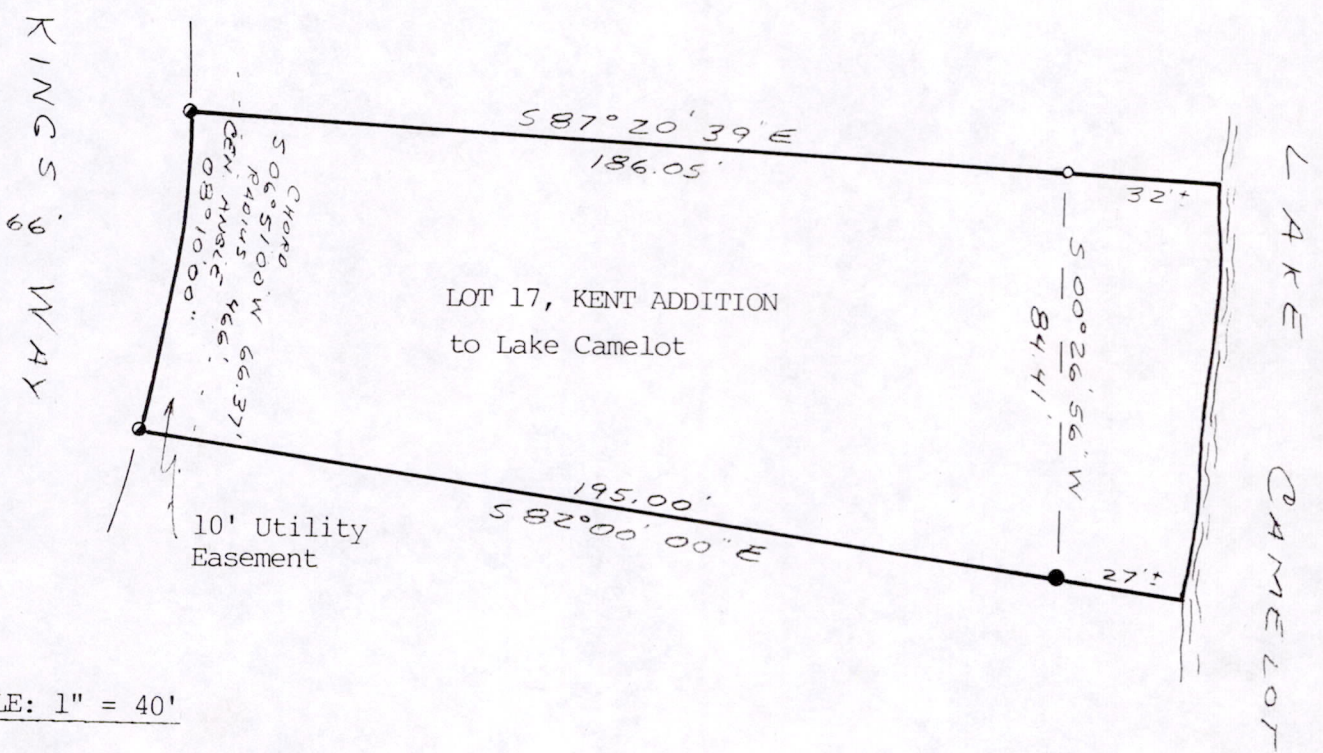 KINGS WAY
66'
S 87° 20' 39" E
186.05'
32'±
LAKE CAMELOT
CHORD
S 06° 51' 00" W 66.37'
RADIUS 466.
CEN. ANGLE
08° 10' 00"
LOT 17, KENT ADDITION
to Lake Camelot
S 00° 26' 56" W
84.41'
195.00'
S 82° 00' 00" E
27'±
10' Utility
Easement
LE: 1" = 40'